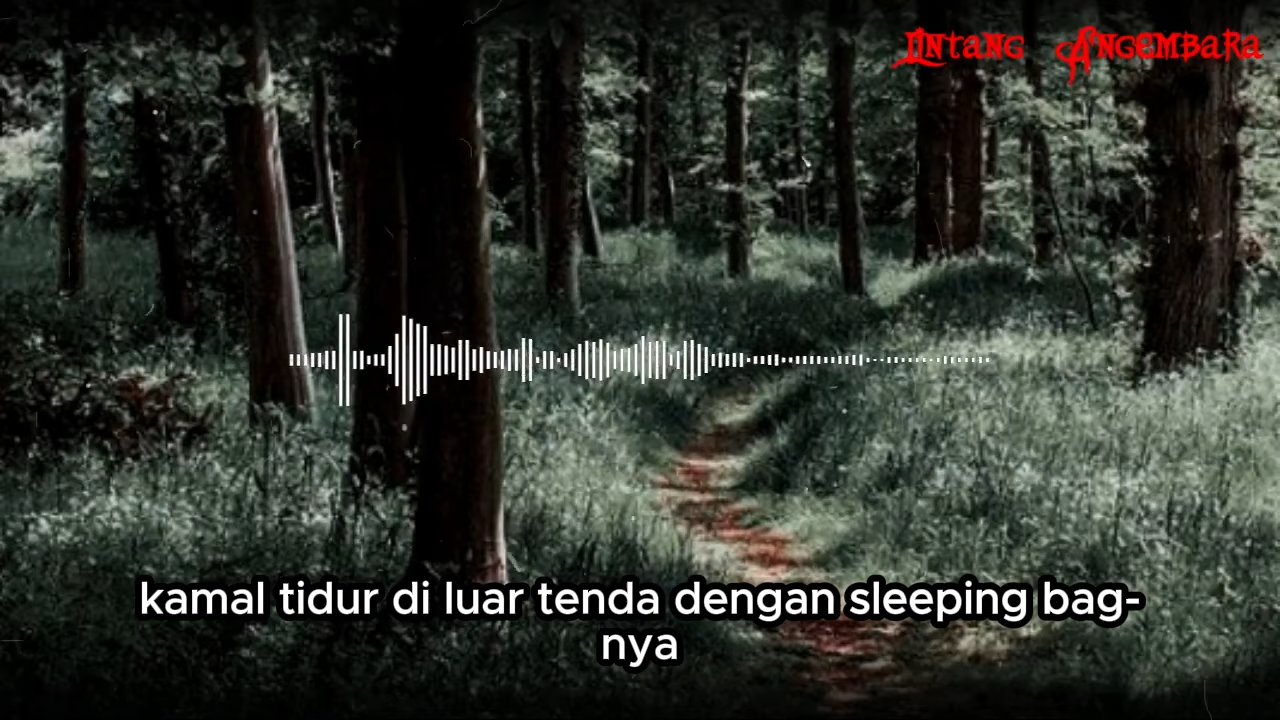 Lintang Angembara
kamal tidur di luar tenda dengan sleeping bag-
nya